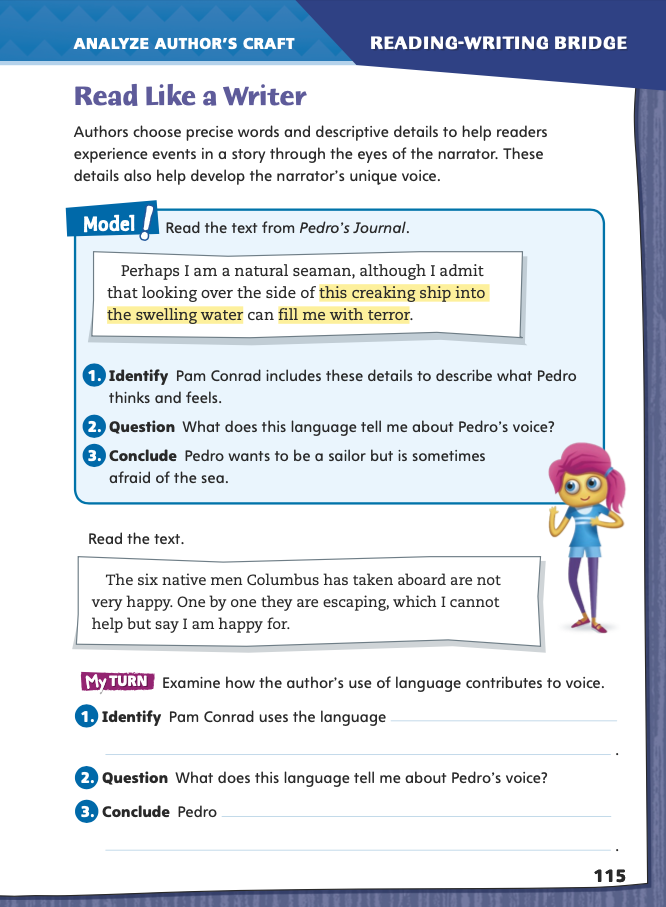 ANALYZE AUTHOR'S CRAFT
READING-WRITING BRIDGE
Read Like a Writer
Authors choose precise words and descriptive details to help readers
experience events in a story through the eyes of the narrator. These
details also help develop the narrator's unique voice.
Model!
Read the text from Pedro's Journal.
Perhaps I am a natural seaman, although I admit
that looking over the side of this creaking ship into
the swelling water can fill me with terror.
1. Identify Pam Conrad includes these details to describe what Pedro
thinks and feels.
2. Question What does this language tell me about Pedro's voice?
3. Conclude Pedro wants to be a sailor but is sometimes
afraid of the sea.
Read the text.
The six native men Columbus has taken aboard are not
very happy. One by one they are escaping, which I cannot
help but say I am happy for.
My TURN Examine how the author's use of language contributes to voice.
1. Identify Pam Conrad uses the language
.
2. Question What does this language tell me about Pedro's voice?
3. Conclude Pedro
.
115